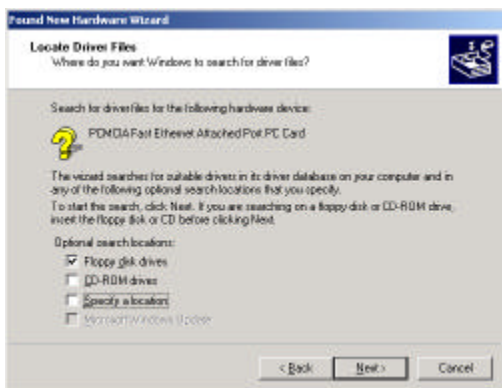 Found New Hardware Wizard
Locate Driver Files
Where do you want Windows to search for driver files?
Search for driver files for the following hardware device:
PCMCIA Fast Ethernet Attached Port PC Card
The wizard searches for suitable drivers in its driver database on your computer and in
any of the following optional search locations that you specify.
To start the search, click Next. If you are searching on a floppy disk or CD-ROM drive,
insert the floppy disk or CD before clicking Next.
Optional search locations:
Floppy disk drives
CD-ROM drives
Specify a location
Microsoft Windows Update
< Back
Next >
Cancel